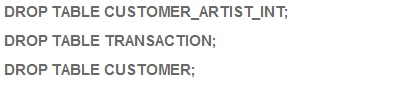 DROP TABLE CUSTOMER_ARTIST_INT;
DROP TABLE TRANSACTION;
DROP TABLE CUSTOMER;